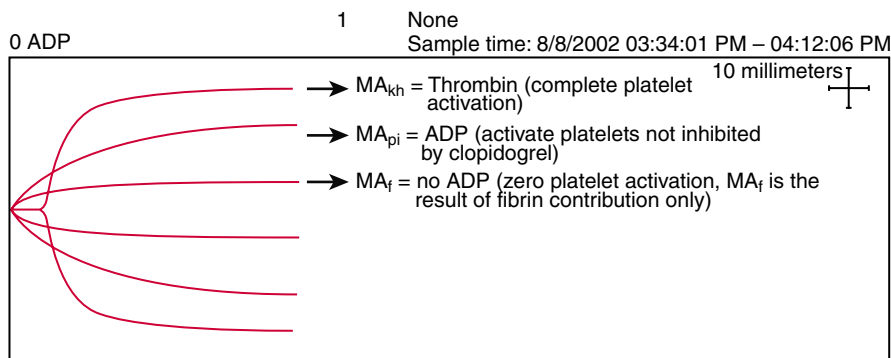 1 None
0 ADP
Sample time: 8/8/2002 03:34:01 PM – 04:12:06 PM
10 millimeters
MAkh = Thrombin (complete platelet
activation)
MApi = ADP (activate platelets not inhibited
by clopidogrel)
MAf = no ADP (zero platelet activation, MAf is the
result of fibrin contribution only)